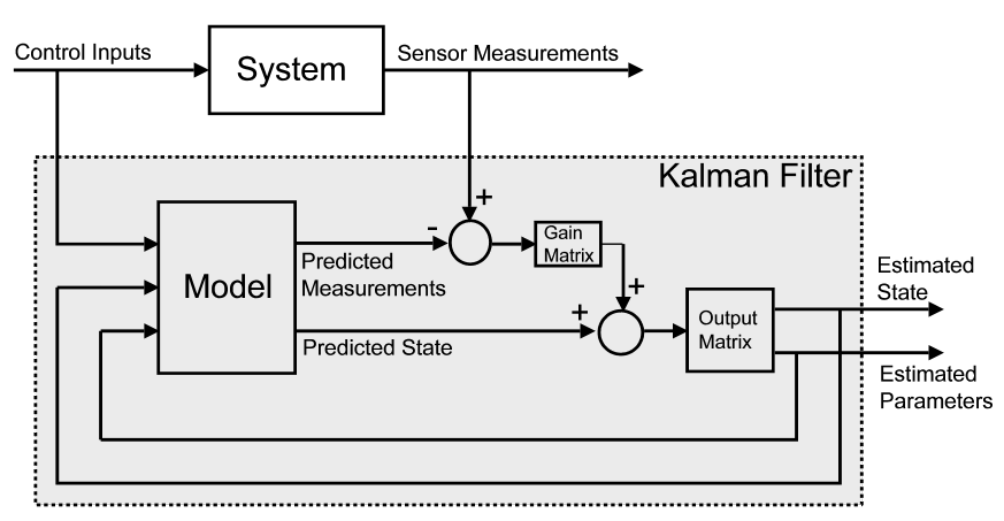 Control Inputs
System
Sensor Measurements
Kalman Filter
+
-
Gain
Matrix
Model
Predicted
Measurements
+
+
Predicted State
Output
Matrix
Estimated
State
Estimated
Parameters